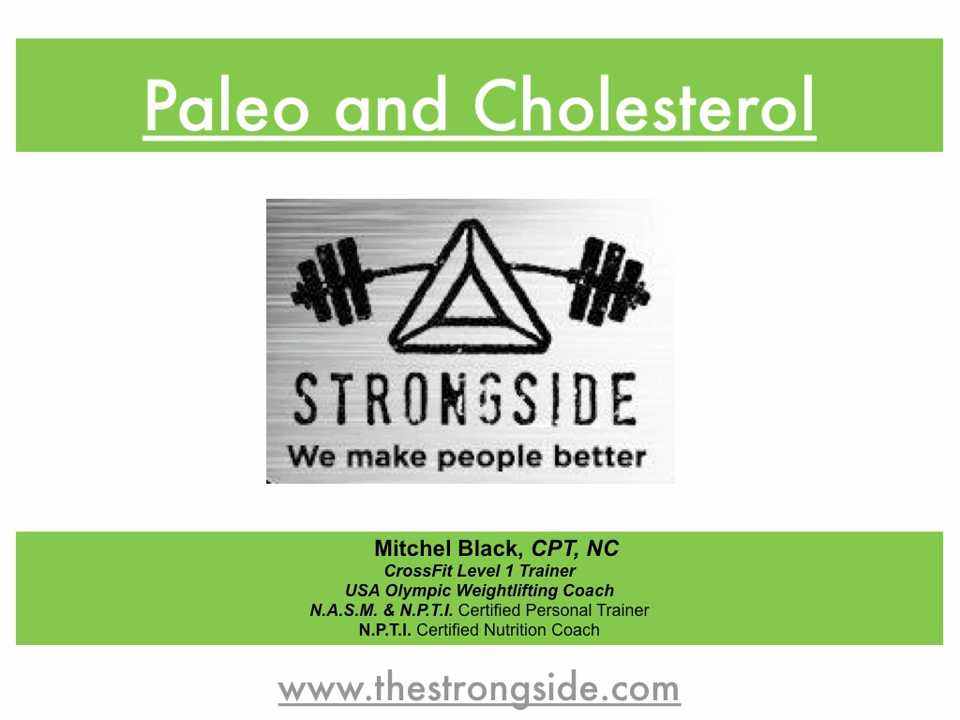 Paleo and Cholesterol
STRONGSIDE
We make people better
Mitchel Black, CPT, NC
CrossFit Level 1 Trainer
USA Olympic Weightlifting Coach
N.A.S.M. & N.P.T.I. Certified Personal Trainer
N.P.T.I. Certified Nutrition Coach
www.thestrongside.com